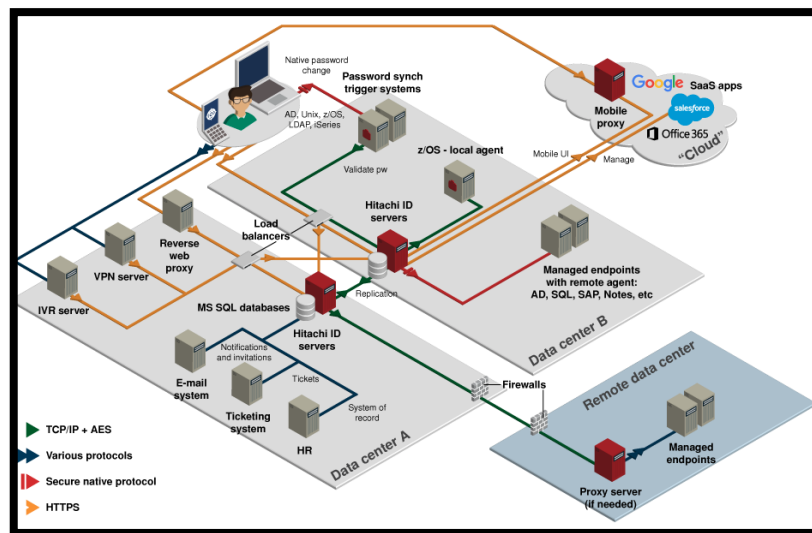 Native password
change
Password synch
trigger systems
AD, Unix, z/OS,
LDAP, iSeries
Validate pw
z/OS - local agent
Google
SaaS apps
salesforce
Office 365
"Cloud"
Mobile
proxy
Mobile UI
Manage
Hitachi ID
servers
Load
balancers
Reverse
web
proxy
VPN server
IVR server
MS SQL databases
Replication
Hitachi ID
servers
Managed endpoints
with remote agent:
AD, SQL, SAP, Notes, etc
Data center B
Notifications
and invitations
E-mail
system
Tickets
Ticketing
system
System of
record
HR
Data center A
Firewalls
Remote data center
Managed
endpoints
Proxy server
(if needed)
TCP/IP + AES
Various protocols
Secure native protocol
HTTPS